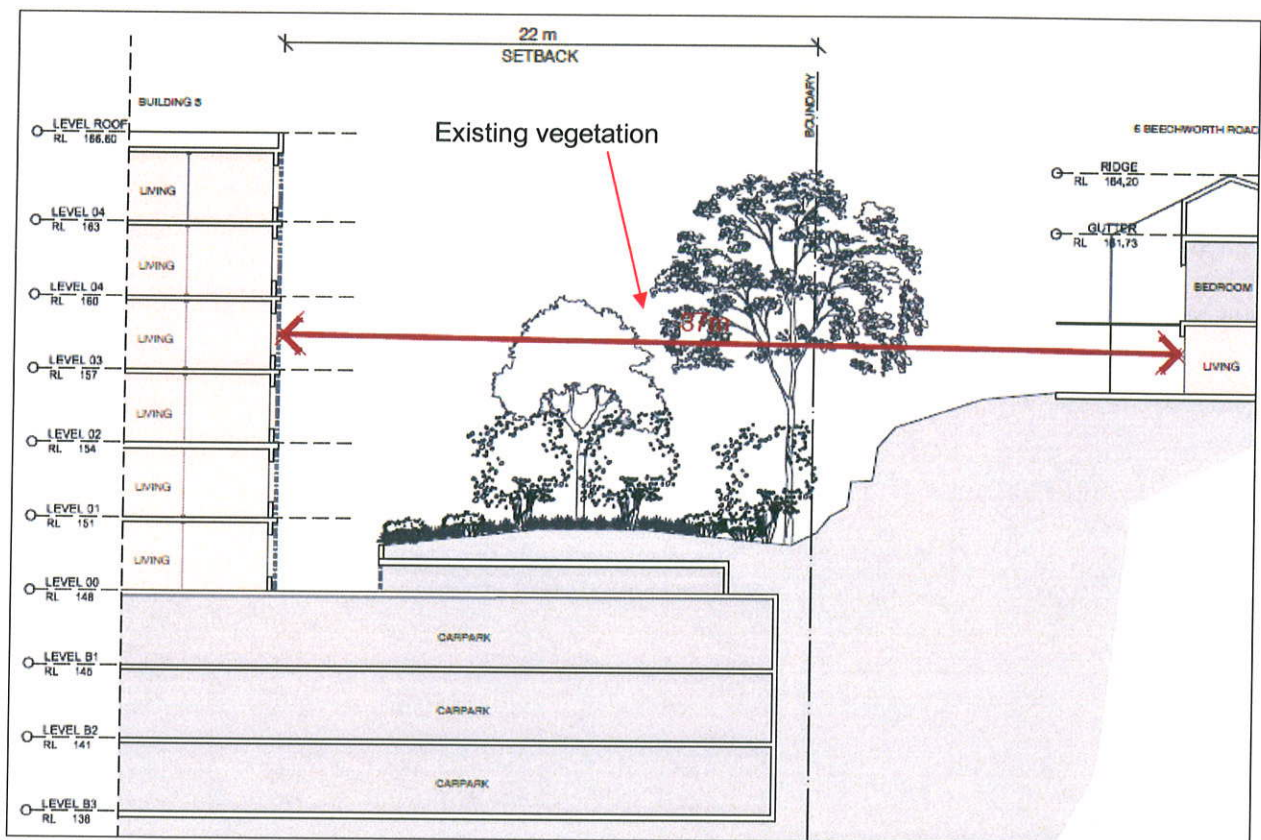 22 m
SETBACK
BUILDING 5
BOUNDARY
LEVEL ROOF
RL 166.60
Existing vegetation
6 BEECHWORTH ROAD
RIDGE
RL 164,20
LIVING
LEVEL 04
RL 163
GUTTER
RL 161,73
LIVING
LEVEL 04
RL 160
BEDROOM
37m
LIVING
LEVEL 03
RL 157
LIVING
LIVING
LEVEL 02
RL 154
LIVING
LEVEL 01
RL 151
LIVING
LEVEL 00
RL 148
CARPARK
LEVEL B1
RL 145
CARPARK
LEVEL B2
RL 141
CARPARK
LEVEL B3
RL 138